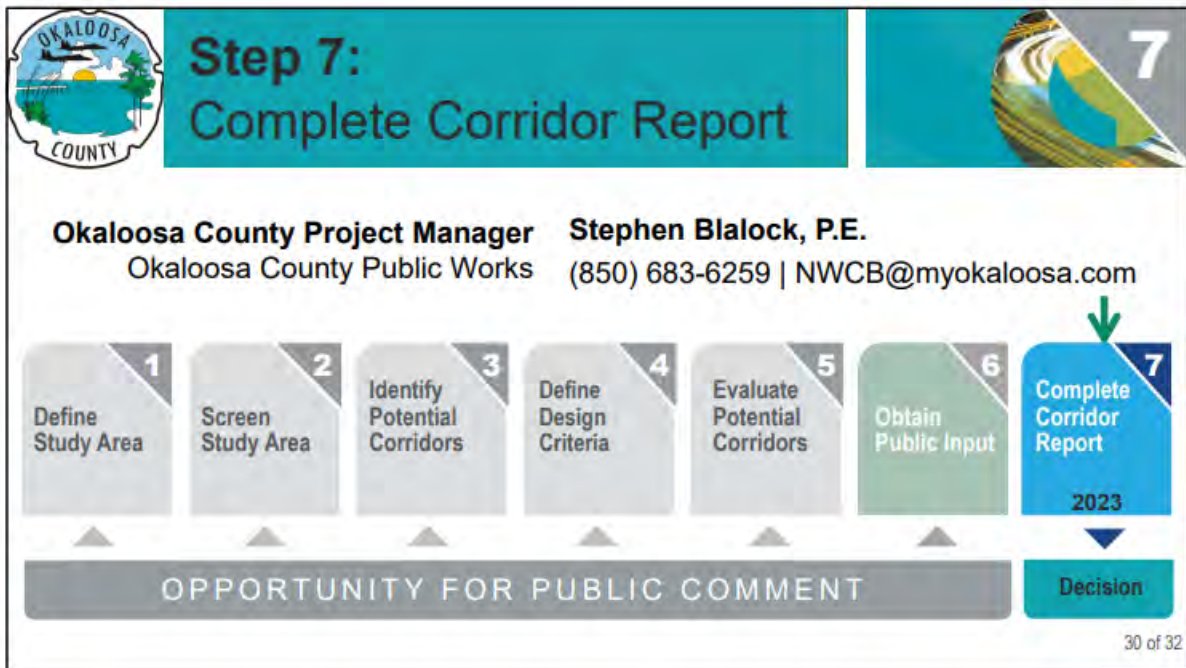 OKALOOSA
COUNTY
Step 7:
Complete Corridor Report
7
Okaloosa County Project Manager
Okaloosa County Public Works
Stephen Blalock, P.E.
(850) 683-6259 | NWCB@myokaloosa.com
1
Define
Study Area
2
Screen
Study Area
3
Identify
Potential
Corridors
4
Define
Design
Criteria
5
Evaluate
Potential
Corridors
6
Obtain
Public Input
7
Complete
Corridor
Report
2023
OPPORTUNITY FOR PUBLIC COMMENT
Decision
30 of 32